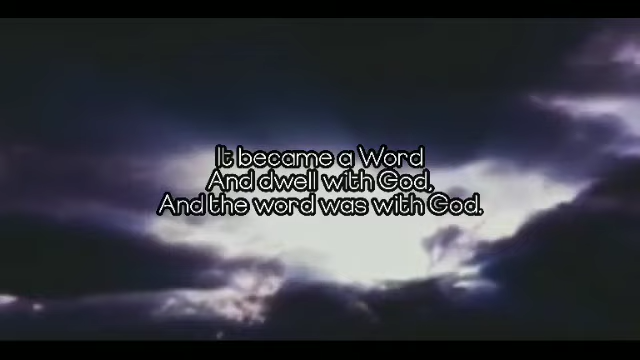 It became a Word
And dwell with God,
And the word was with God.